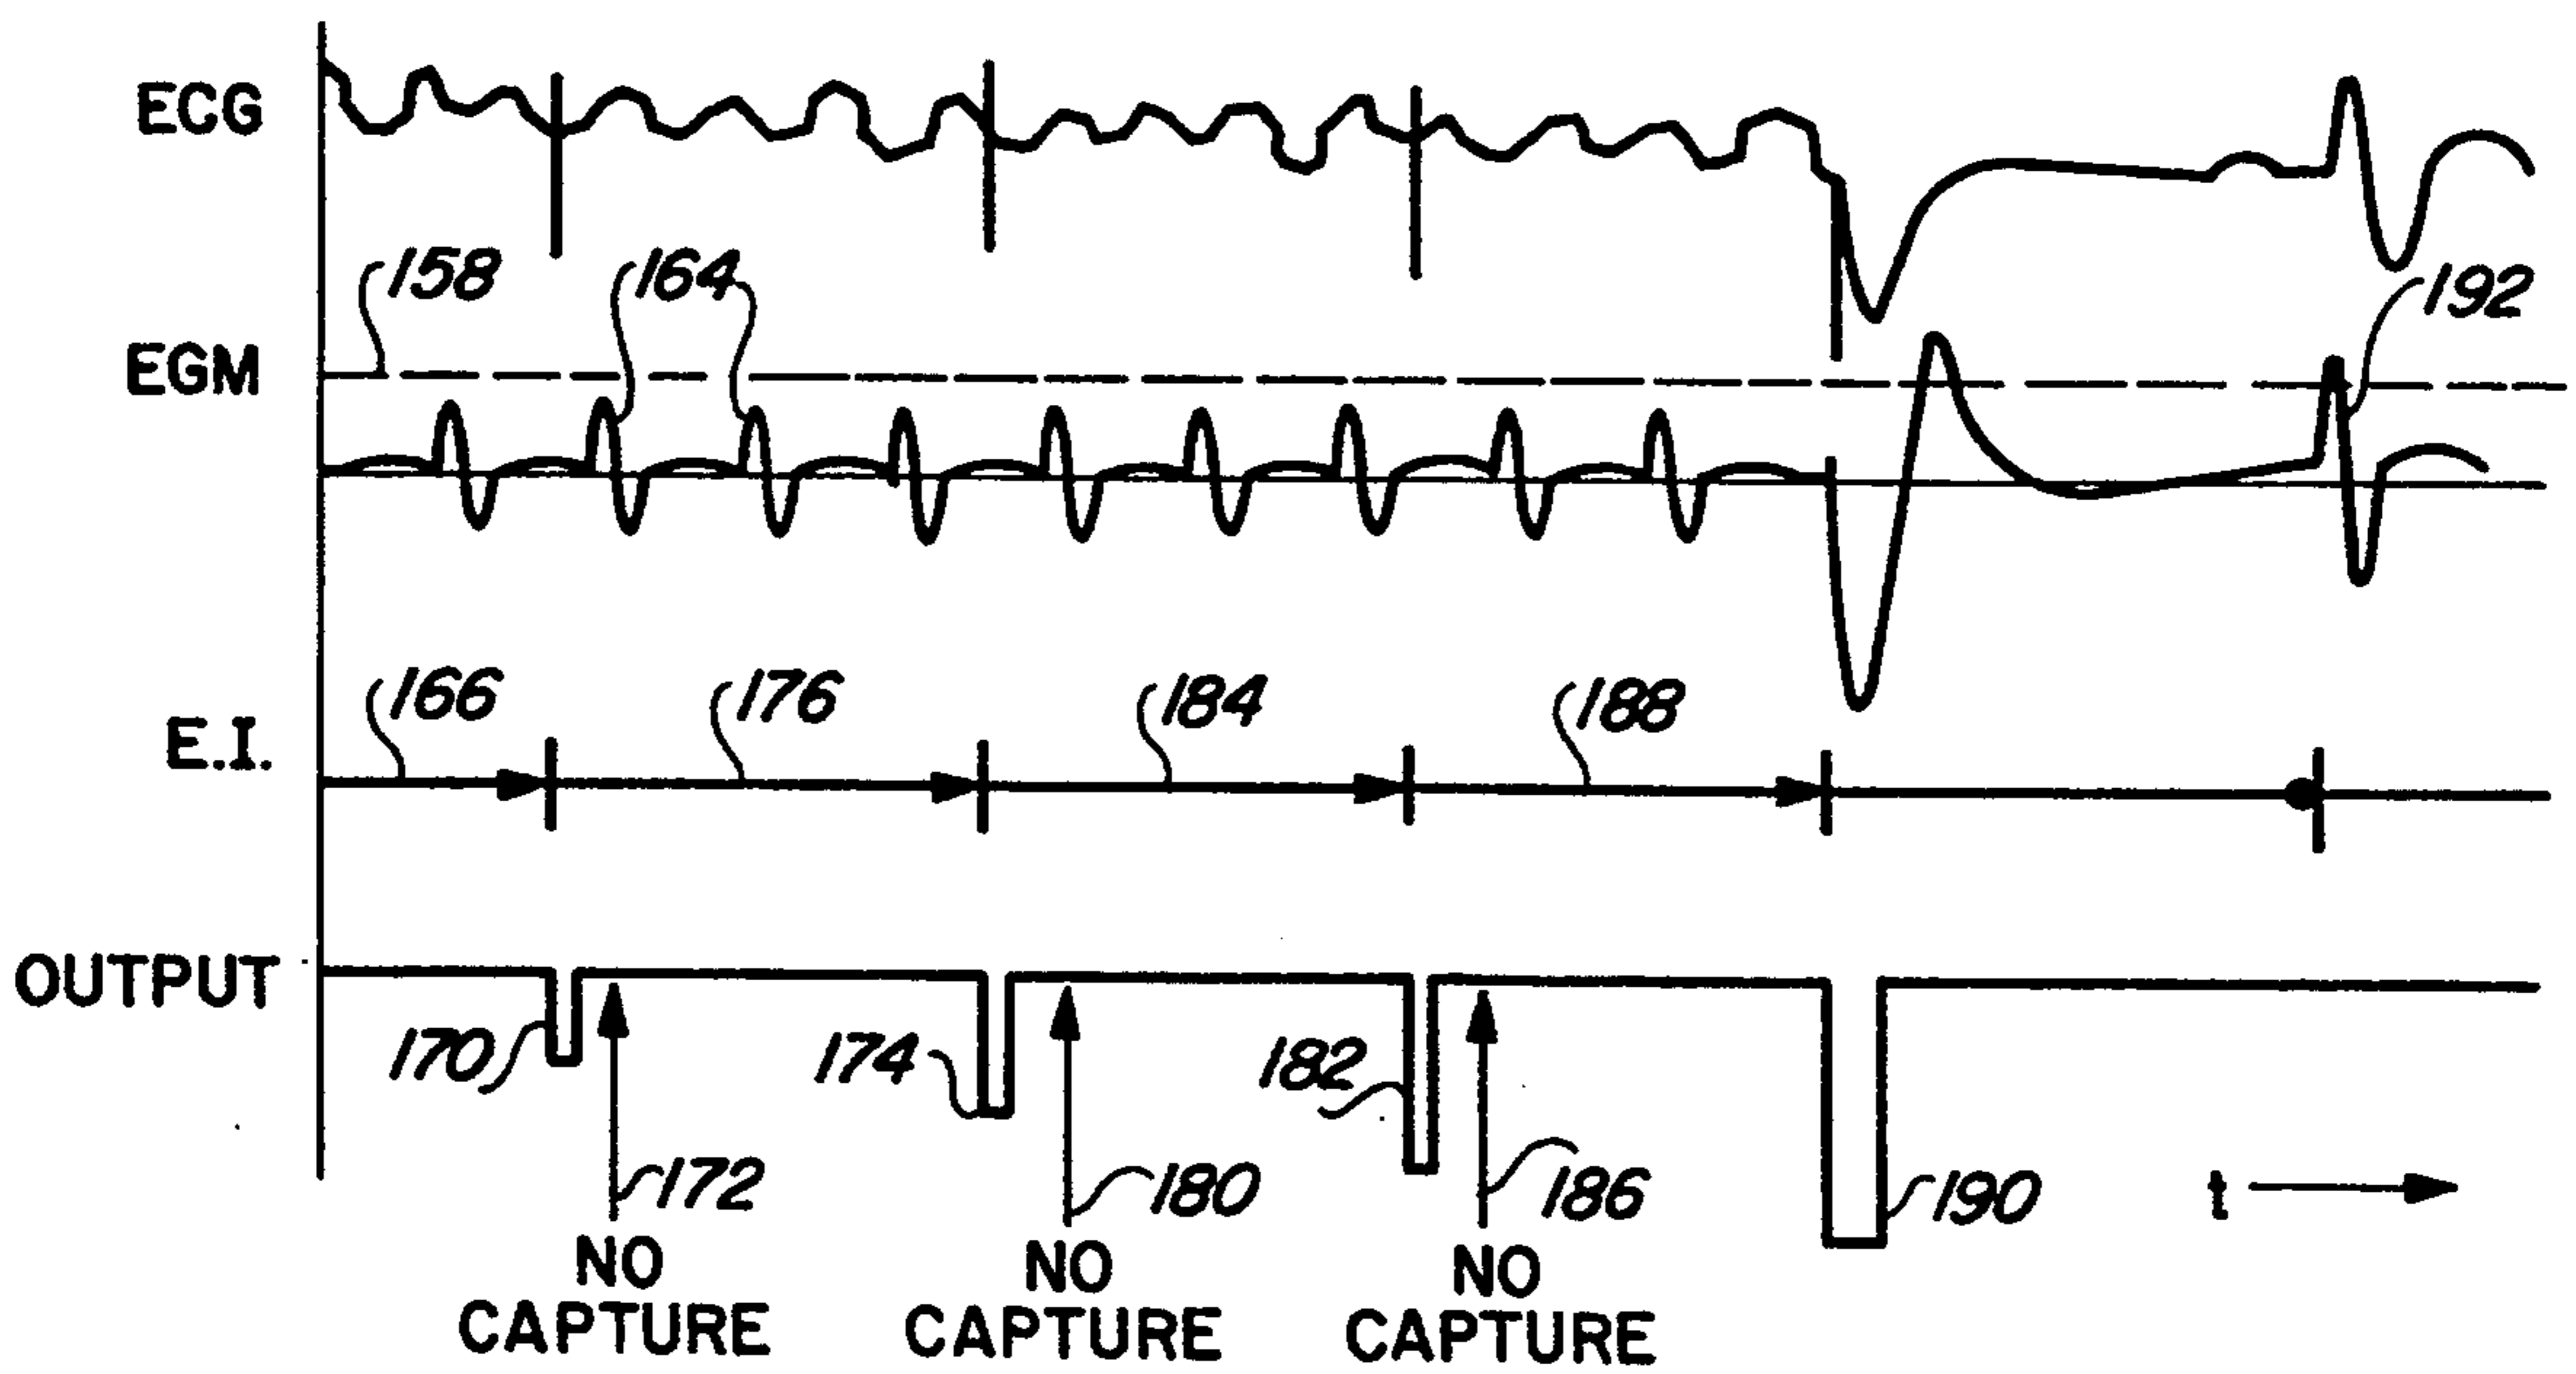 ECG
158
164
192
EGM
166
176
184
188
E.I.
OUTPUT
170
174
182
172
180
186
190
t
NO
CAPTURE
NO
CAPTURE
NO
CAPTURE